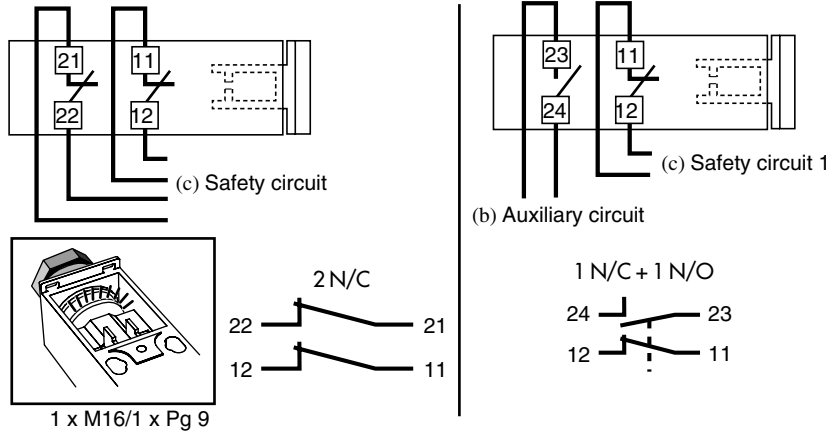 21
11
22
12
(c) Safety circuit
2 N/C
22
21
12
11
1 x M16/1 x Pg 9
23
11
24
12
(c) Safety circuit 1
(b) Auxiliary circuit
1 N/C + 1 N/O
24
23
12
11